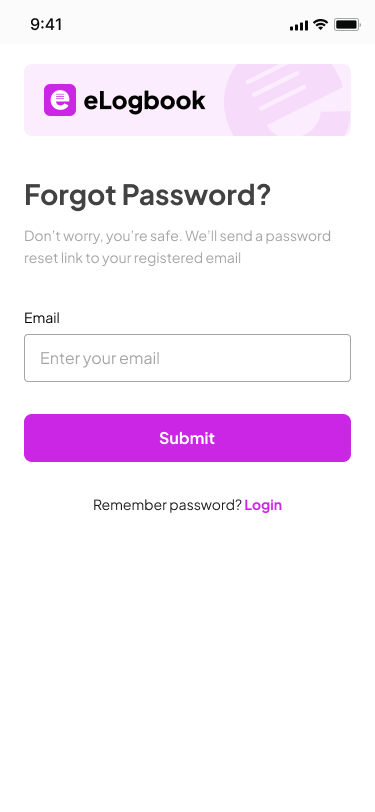 9:41
eLogbook
Forgot Password?
Don't worry, you're safe. We'll send a password
reset link to your registered email
Email
Enter your email
Submit
Remember password? Login